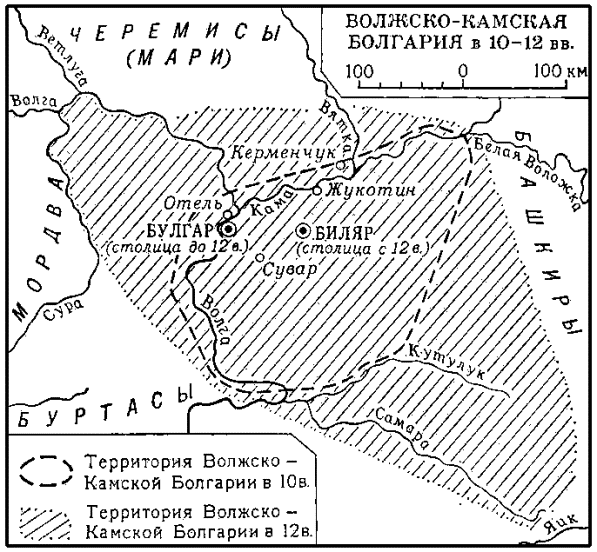 ВОЛЖСКО-КАМСКАЯ
БОЛГАРИЯ в 10-12 вв.
100 0 100 км
ЧЕРЕМИСЫ
(МАРИ)
Ветлуга
Волга
Вятка
Керменчук
Белая Воложка
БАШКИРЫ
Жукотин
Кама
Отель
МОРДВА
БУЛГАР
(столица до 12 в.)
БИЛЯР
(столица с 12 в.)
Сувар
Сура
Волга
Кутулук
БУРТАСЫ
Самара
Яик
Территория Волжско-
Камской Болгарии в 10в.
Территория Волжско-
Камской Болгарии в 12в.